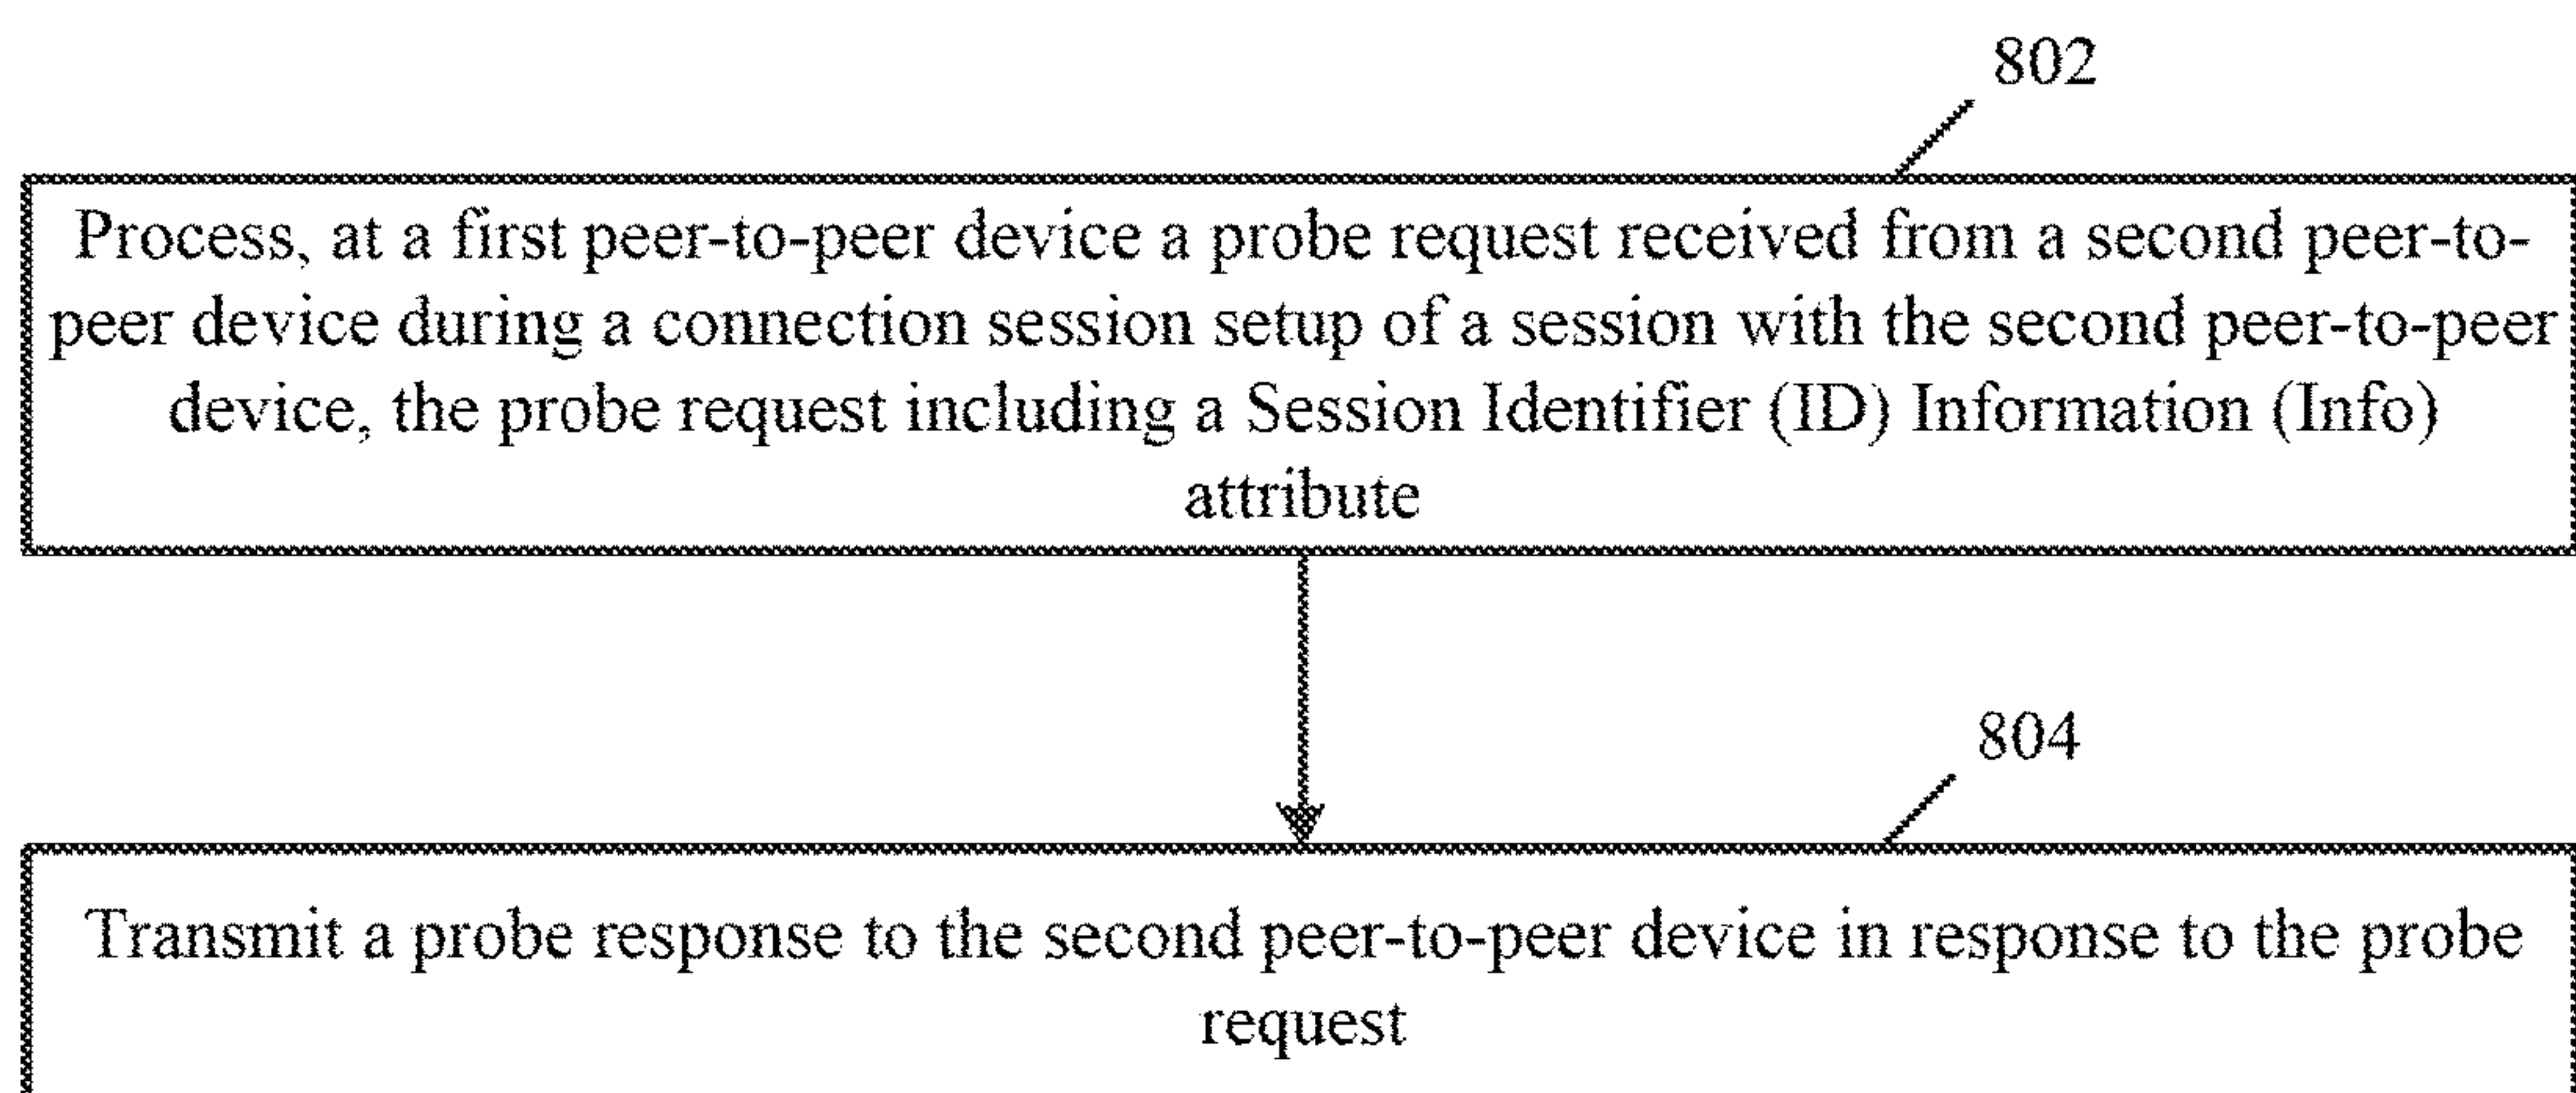 802
Process, at a first peer-to-peer device a probe request received from a second peer-to-
peer device during a connection session setup of a session with the second peer-to-peer
device, the probe request including a Session Identifier (ID) Information (Info)
attribute
804
Transmit a probe response to the second peer-to-peer device in response to the probe
request